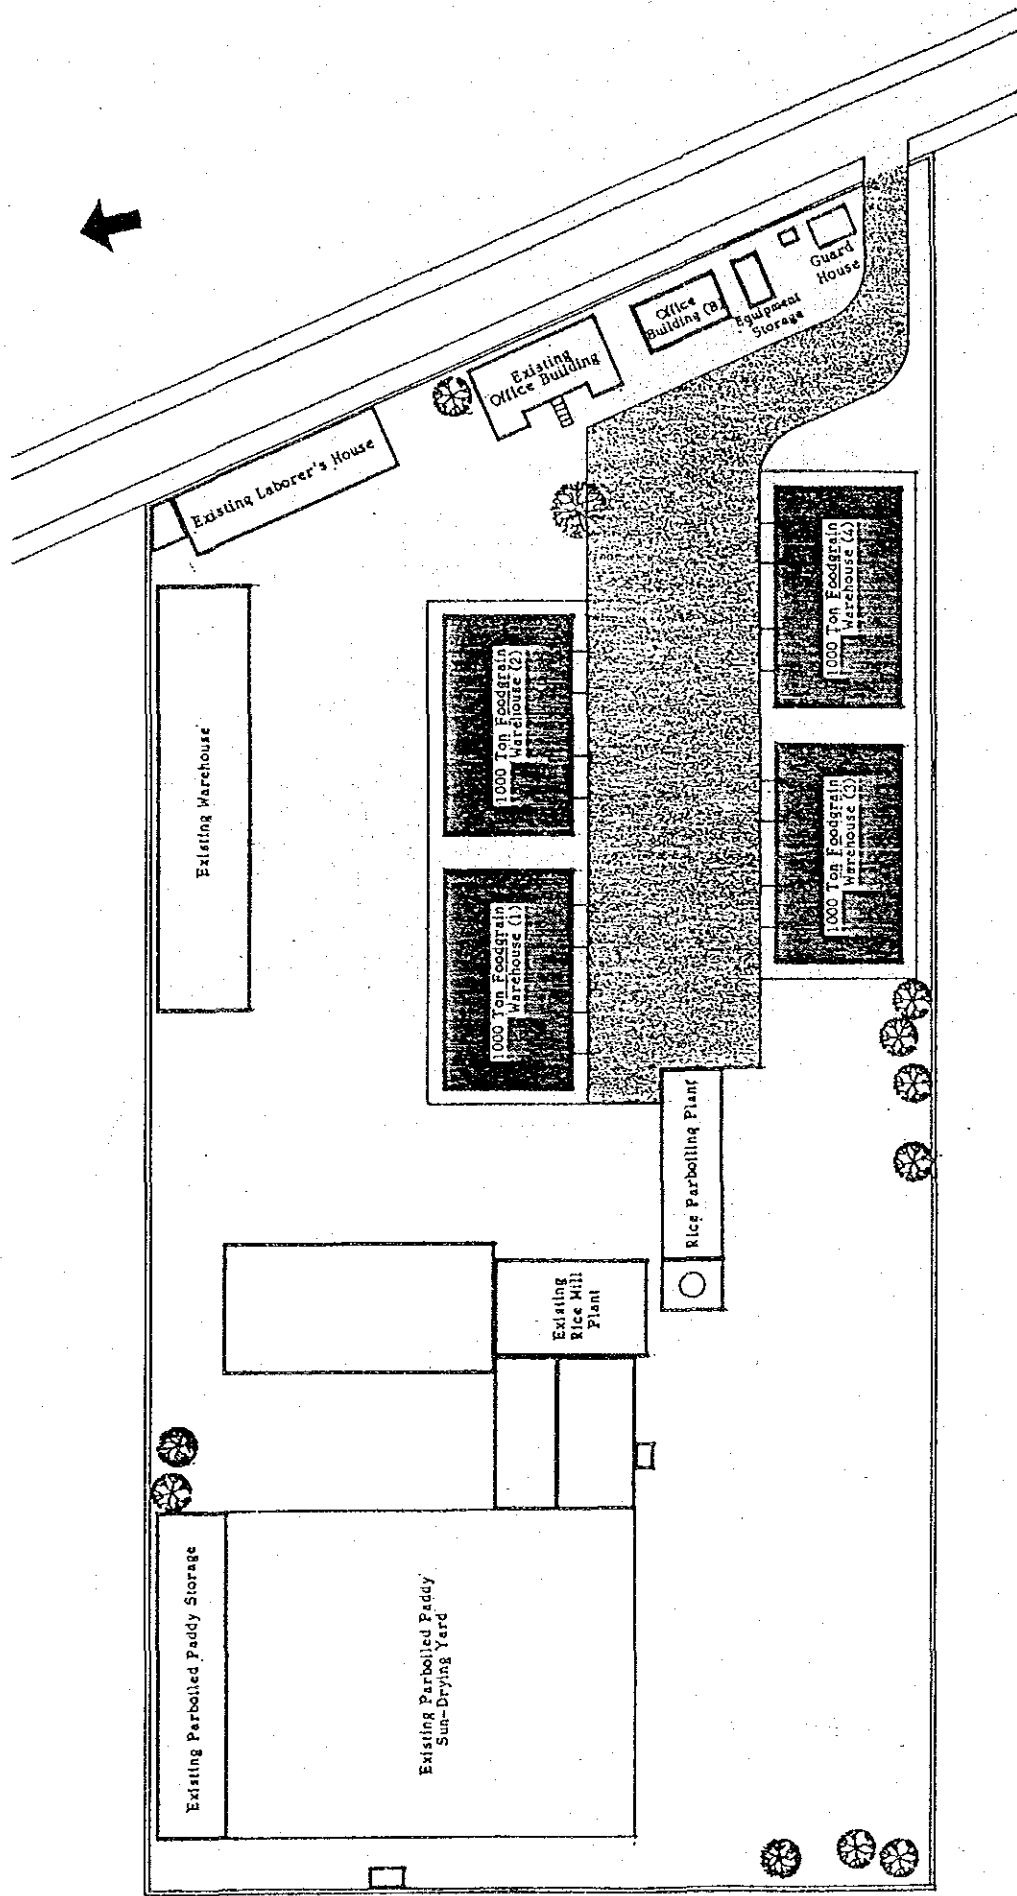 Guard
House
Equipment
Storage
Office
Building (B)
Existing
Office Building
Existing Laborer's House
Existing Warehouse
1000 Ton Foodgrain
Warehouse (2)
1000 Ton Foodgrain
Warehouse (1)
1000 Ton Foodgrain
Warehouse (4)
1000 Ton Foodgrain
Warehouse (3)
Rice Parboiling Plant
Existing
Rice Mill
Plant
Existing Parboiled Paddy Storage
Existing Parboiled Paddy
Sun-Drying Yard